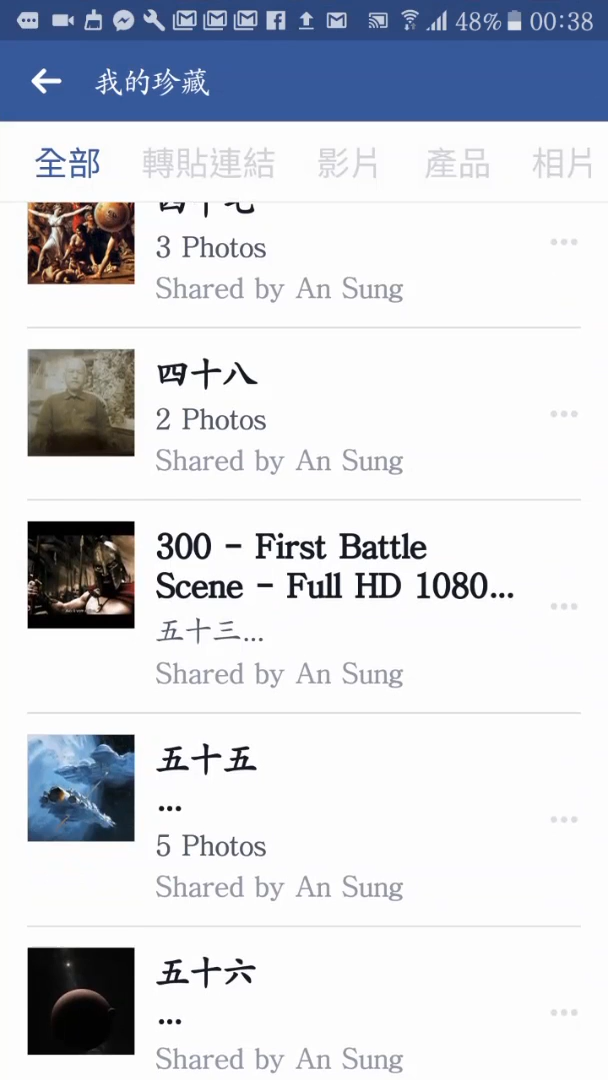 48% 00:38
我的珍藏
全部 轉貼連結 影片 產品 相片
四十七
3 Photos
Shared by An Sung
四十八
2 Photos
Shared by An Sung
300 - First Battle
Scene - Full HD 1080...
五十三...
Shared by An Sung
五十五
...
5 Photos
Shared by An Sung
五十六
...
Shared by An Sung